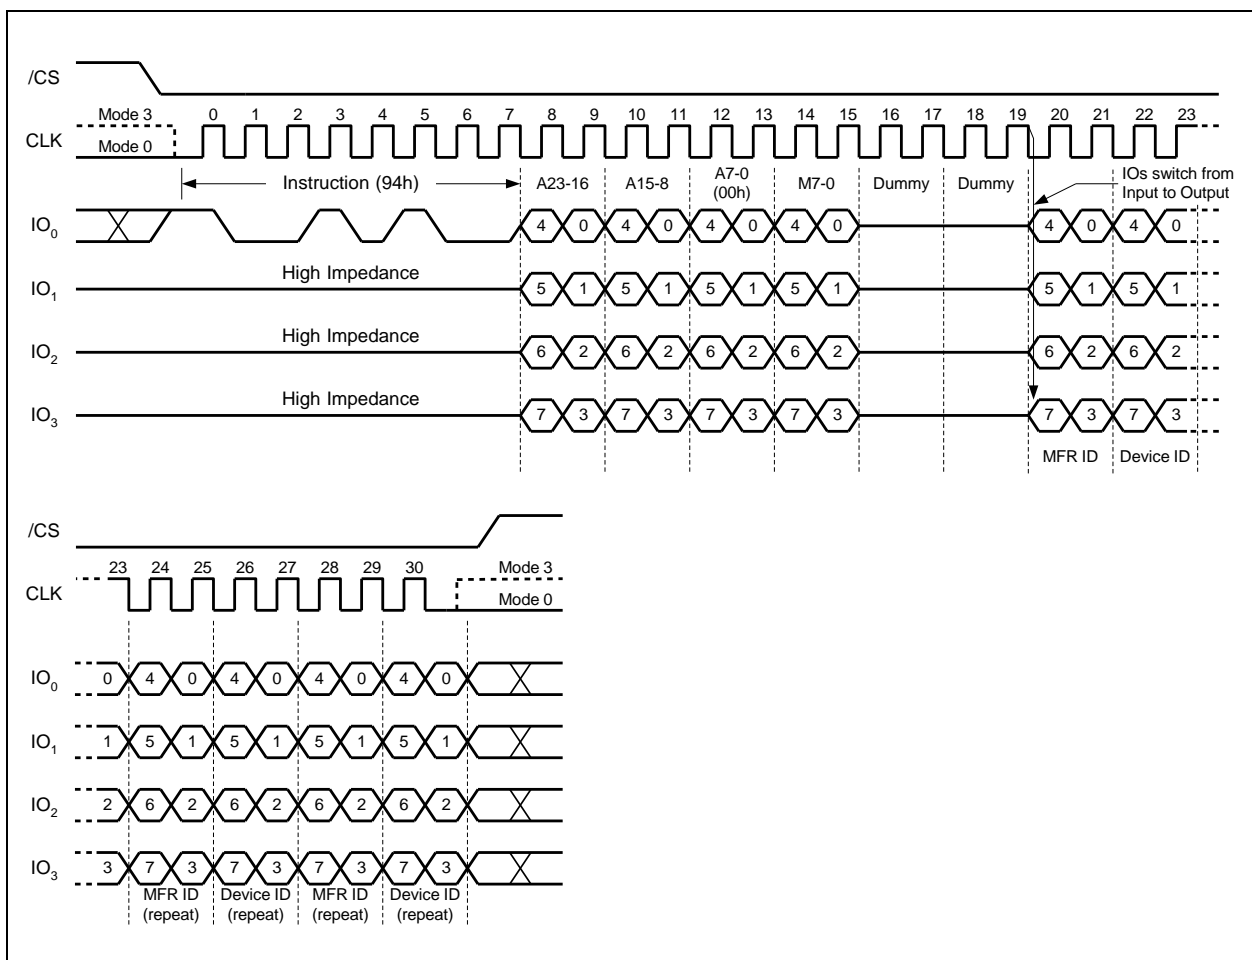 /CS
Mode 3 0 1 2 3 4 5 6 7 8 9 10 11 12 13 14 15 16 17 18 19 20 21 22 23
CLK
Mode 0
Instruction (94h) A23-16 A15-8 A7-0 (00h) M7-0 Dummy Dummy IOs switch from Input to Output
IO0 4 0 4 0 4 0 4 0 4 0 4 0
High Impedance
IO1 5 1 5 1 5 1 5 1 5 1 5 1
High Impedance
IO2 6 2 6 2 6 2 6 2 6 2 6 2
High Impedance
IO3 7 3 7 3 7 3 7 3 7 3 7 3
MFR ID Device ID
/CS
23 24 25 26 27 28 29 30 Mode 3
CLK
Mode 0
IO0 0 4 0 4 0 4 0 4 0
IO1 1 5 1 5 1 5 1 5 1
IO2 2 6 2 6 2 6 2 6 2
IO3 3 7 3 7 3 7 3 7 3
MFR ID Device ID MFR ID Device ID
(repeat) (repeat) (repeat) (repeat)